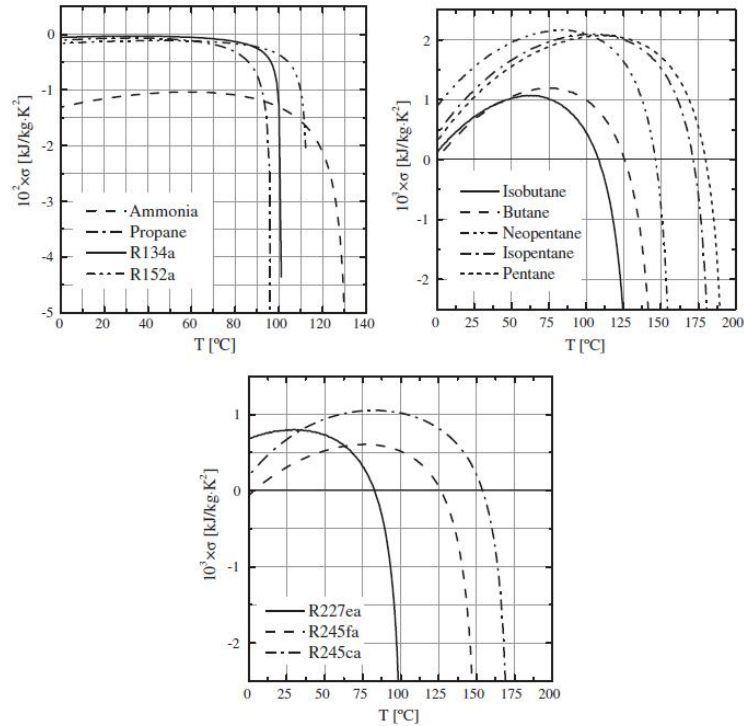 0
-1
-2
-3
-4
-5
10²×σ [kJ/kg·K²]
Ammonia
Propane
R134a
R152a
0 20 40 60 80 100 120 140
T [ºC]
2
1
0
-1
-2
10³×σ [kJ/kg·K²]
Isobutane
Butane
Neopentane
Isopentane
Pentane
0 25 50 75 100 125 150 175 200
T [ºC]
1
0
-1
-2
10³×σ [kJ/kg·K²]
R227ea
R245fa
R245ca
0 25 50 75 100 125 150 175 200
T [ºC]